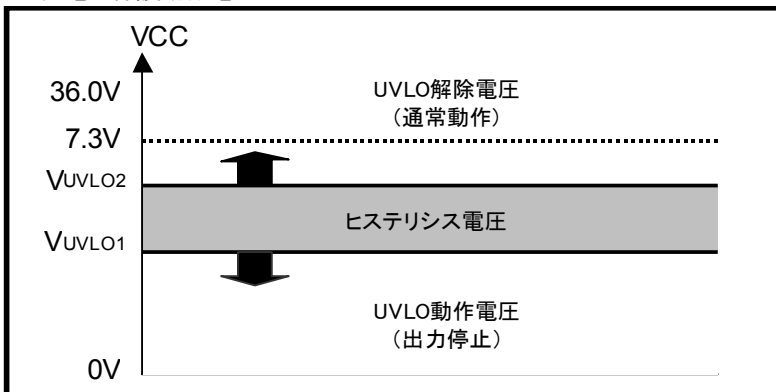 VCC
36.0V
UVLO解除電圧
（通常動作）
7.3V
VUVLO2
ヒステリシス電圧
VUVLO1
UVLO動作電圧
（出力停止）
0V